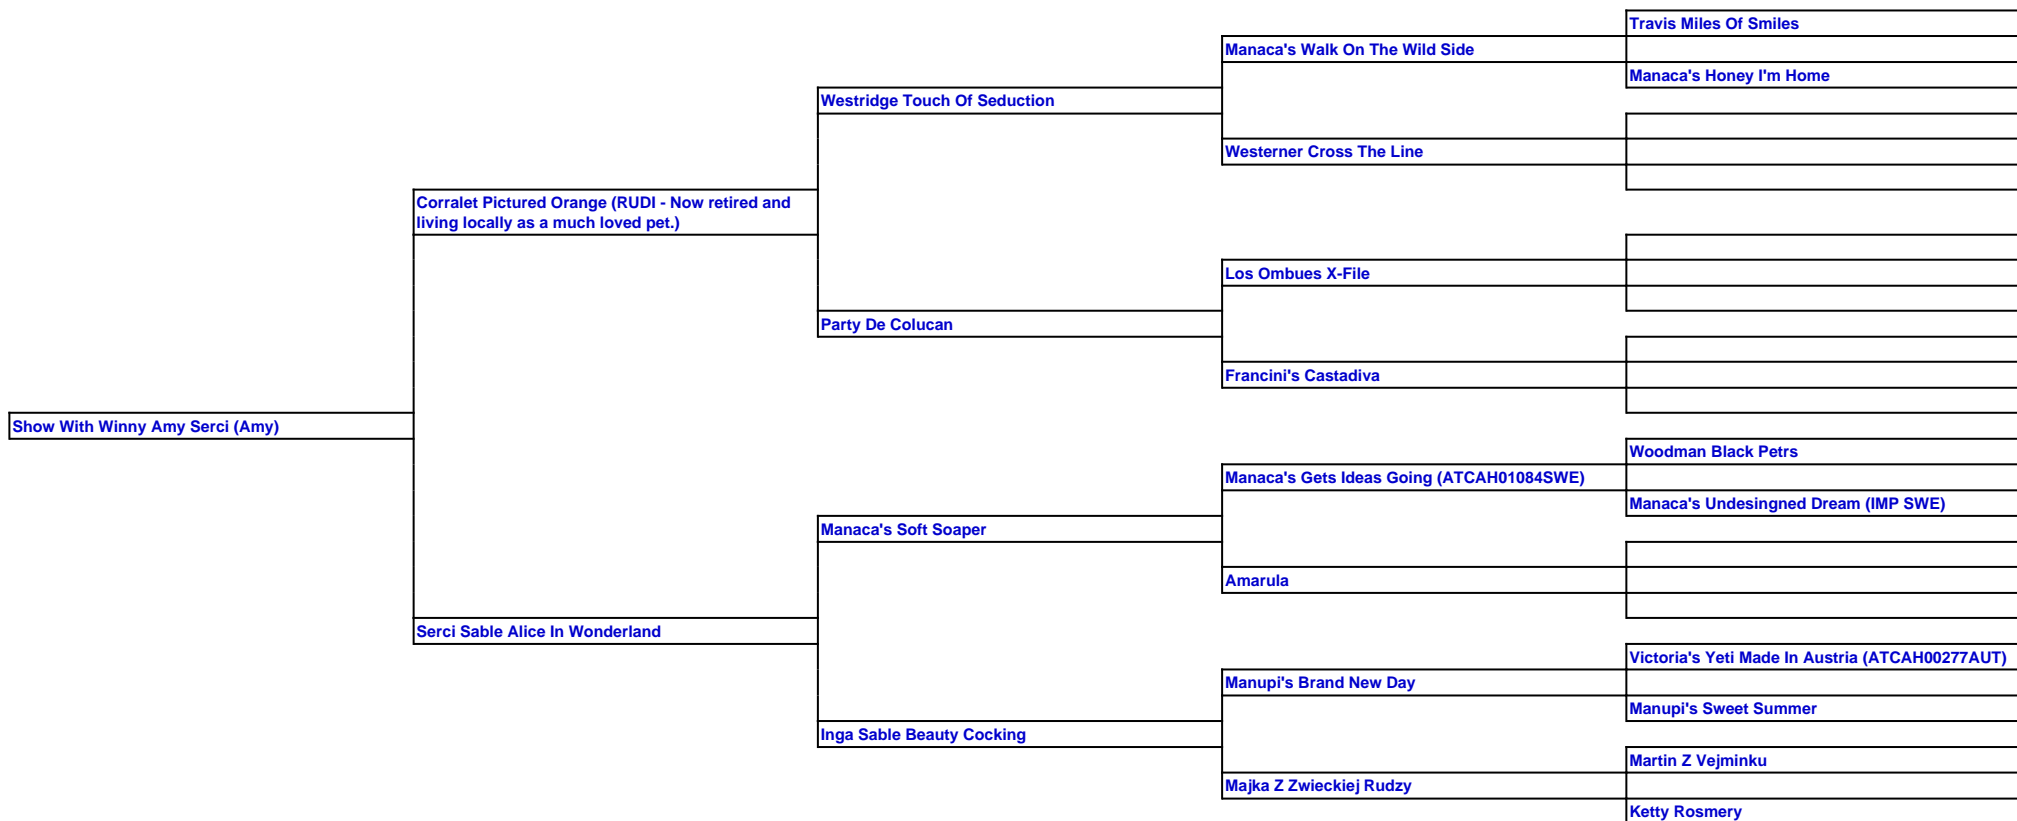 Travis Miles Of Smiles
Manaca's Walk On The Wild Side
Manaca's Honey I'm Home
Westridge Touch Of Seduction
Westerner Cross The Line
Corralet Pictured Orange (RUDI - Now retired and
living locally as a much loved pet.)
Los Ombues X-File
Party De Colucan
Francini's Castadiva
Show With Winny Amy Serci (Amy)
Woodman Black Petrs
Manaca's Gets Ideas Going (ATCAH01084SWE)
Manaca's Undesingned Dream (IMP SWE)
Manaca's Soft Soaper
Amarula
Serci Sable Alice In Wonderland
Victoria's Yeti Made In Austria (ATCAH00277AUT)
Manupi's Brand New Day
Manupi's Sweet Summer
Inga Sable Beauty Cocking
Martin Z Vejminku
Majka Z Zwieckiej Rudzy
Ketty Rosmery